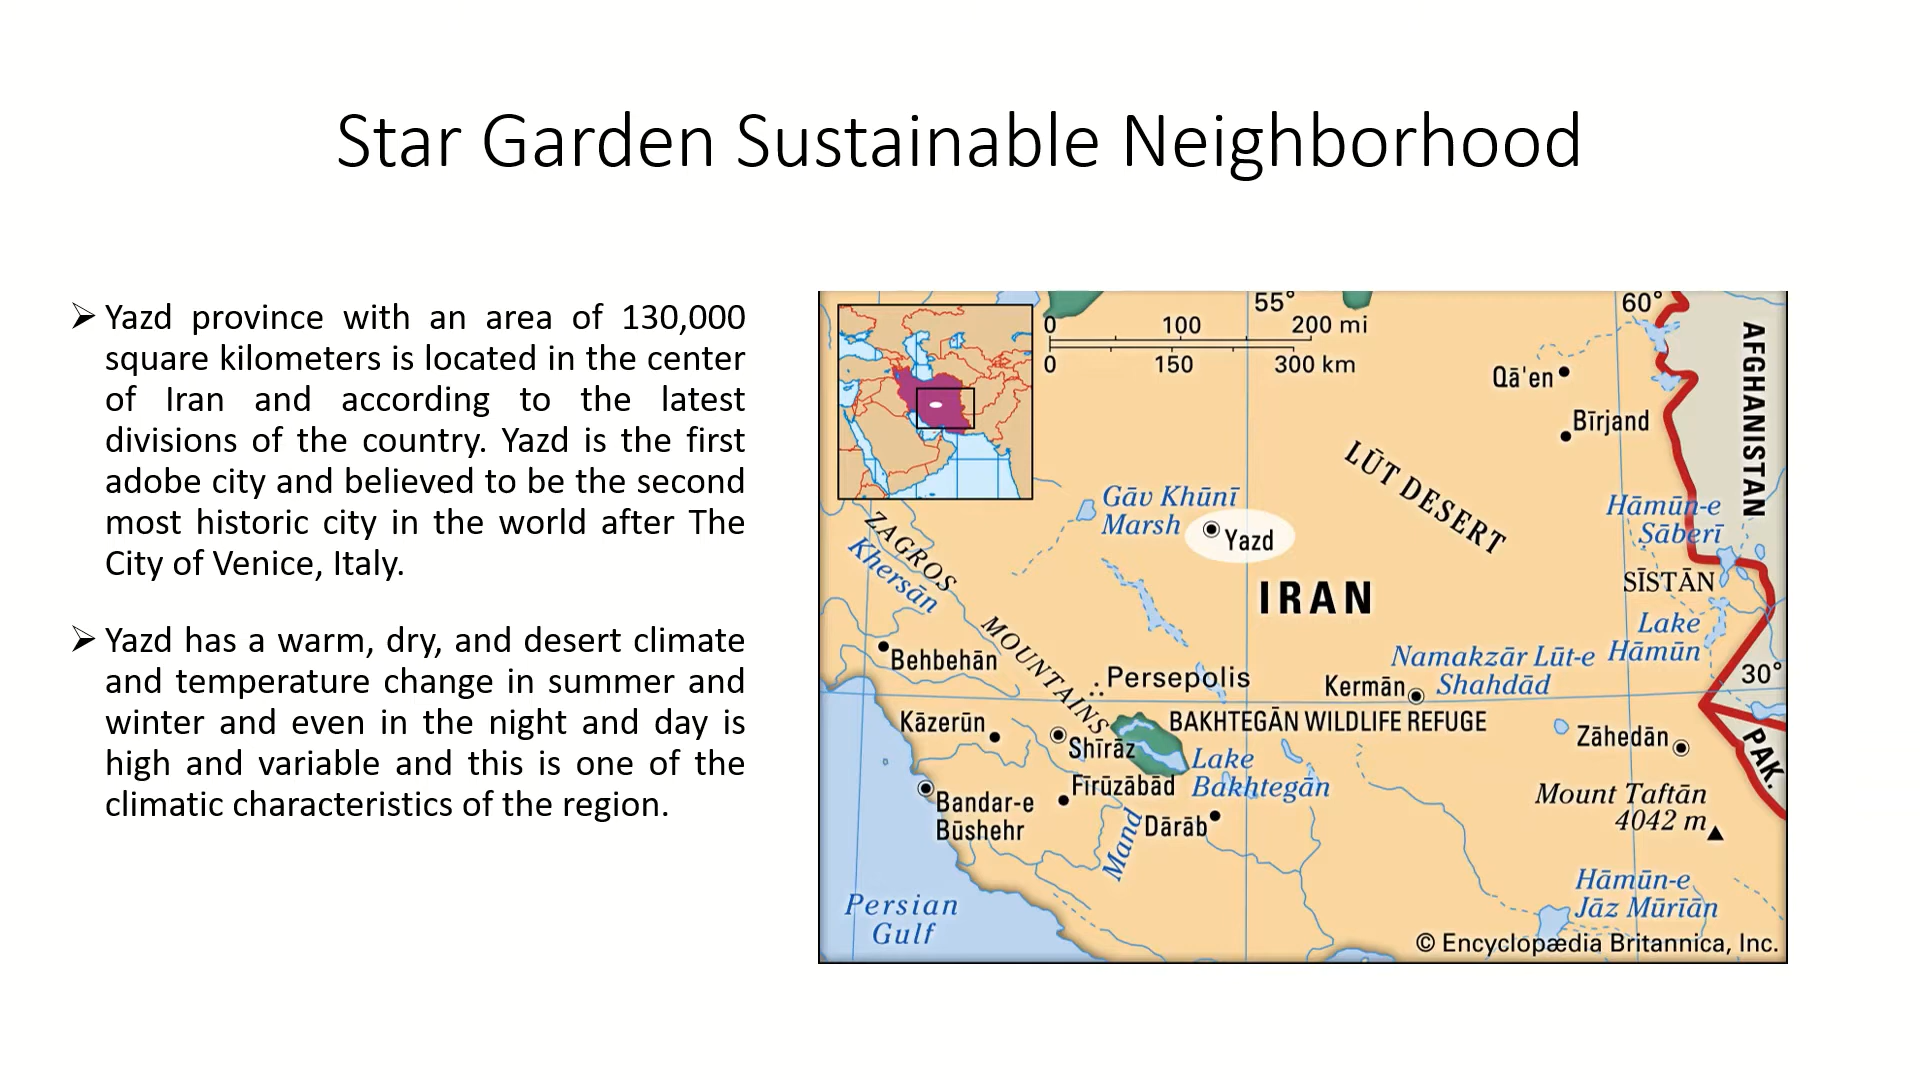 Star Garden Sustainable Neighborhood
➢ Yazd province with an area of 130,000
square kilometers is located in the center
of Iran and according to the latest
divisions of the country. Yazd is the first
adobe city and believed to be the second
most historic city in the world after The
City of Venice, Italy.
➢ Yazd has a warm, dry, and desert climate
and temperature change in summer and
winter and even in the night and day is
high and variable and this is one of the
climatic characteristics of the region.
55° 60°
0 100 200 mi
0 150 300 km
AFGHANISTAN
Qā'en
Bīrjand
LŪT DESERT
Gāv Khūnī
Marsh
Yazd
Hāmūn-e
Sāberī
ZAGROS
MOUNTAINS
Khersān
IRAN
SĪSTĀN
Lake
Hāmūn
Behbehān
Persepolis
Namakzār Lūt-e
Shahdād
Kermān
30°
Kāzerūn
Shīrāz
BAKHTEGĀN WILDLIFE REFUGE
Lake
Bakhtegān
Zāhedān
PAK.
Fīrūzābād
Bandar-e
Būshehr
Mand
Dārāb
Mount Taftān
4042 m
Persian
Gulf
Hāmūn-e
Jāz Mūrīān
© Encyclopædia Britannica, Inc.